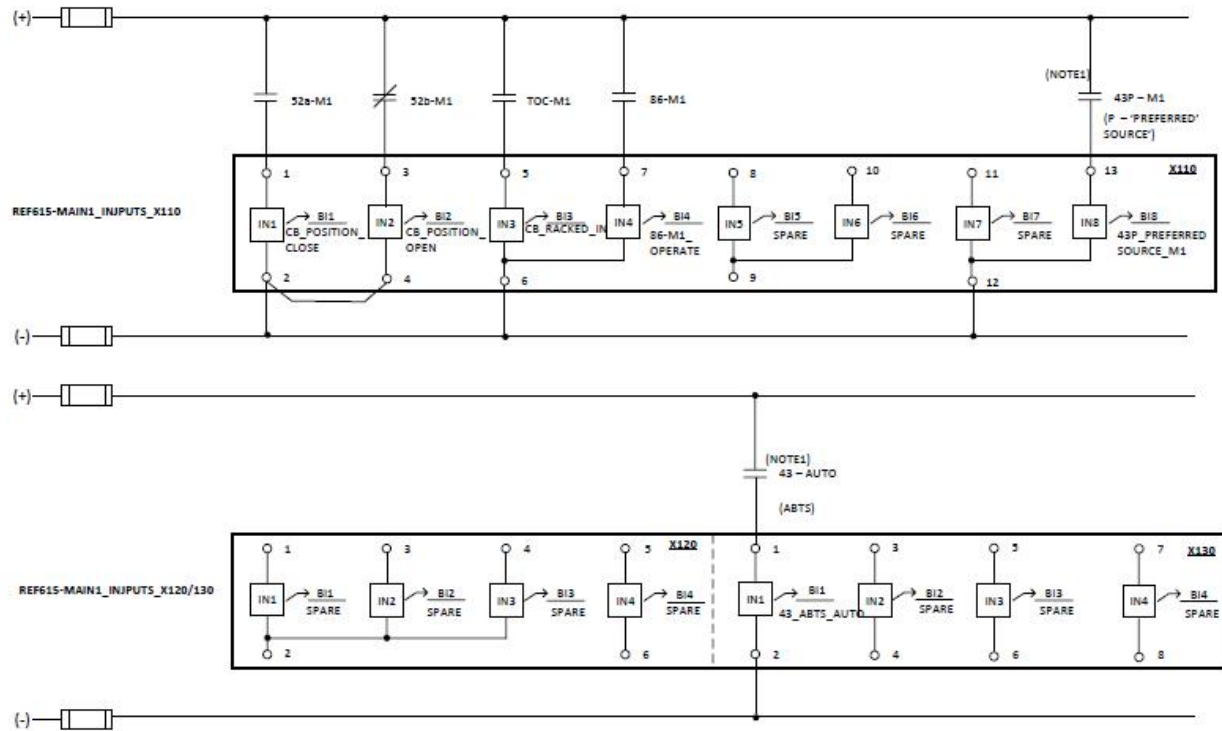 (+)
52a-M1
52b-M1
TOC-M1
86-M1
(NOTE1)
43P – M1
(P – 'PREFERRED'
SOURCE')
1
3
5
7
8
10
11
13
X110
REF615-MAIN1_INJPUTS_X110
IN1
BI1
CB_POSITION_
CLOSE
IN2
BI2
CB_POSITION_
OPEN
IN3
BI3
CB_RACKED_IN
IN4
BI4
86-M1_
OPERATE
IN5
BI5
SPARE
IN6
BI6
SPARE
IN7
BI7
SPARE
IN8
BI8
43P_PREFERRED
SOURCE_M1
2
4
6
9
12
(-)
(+)
(NOTE1)
43 – AUTO
(ABTS)
1
3
4
5
X120
1
3
5
7
X130
REF615-MAIN1_INJPUTS_X120/130
IN1
BI1
SPARE
IN2
BI2
SPARE
IN3
BI3
SPARE
IN4
BI4
SPARE
IN1
BI1
43_ABTS_AUTO
IN2
BI2
SPARE
IN3
BI3
SPARE
IN4
BI4
SPARE
2
6
2
4
6
8
(-)